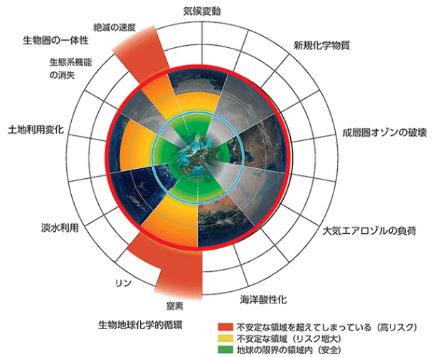 気候変動
絶滅の速度
生物圏の一体性
新規化学物質
生態系機能
の消失
土地利用変化
成層圏オゾンの破壊
淡水利用
大気エアロゾルの負荷
リン
窒素
海洋酸性化
生物地球化学的循環
不安定な領域を超えてしまっている（高リスク）
不安定な領域（リスク増大）
地球の限界の領域内（安全）